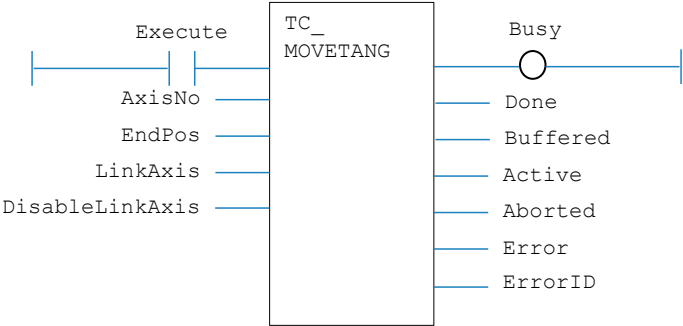 Execute
TC_
MOVETANG
Busy
AxisNo
Done
EndPos
Buffered
LinkAxis
Active
DisableLinkAxis
Aborted
Error
ErrorID